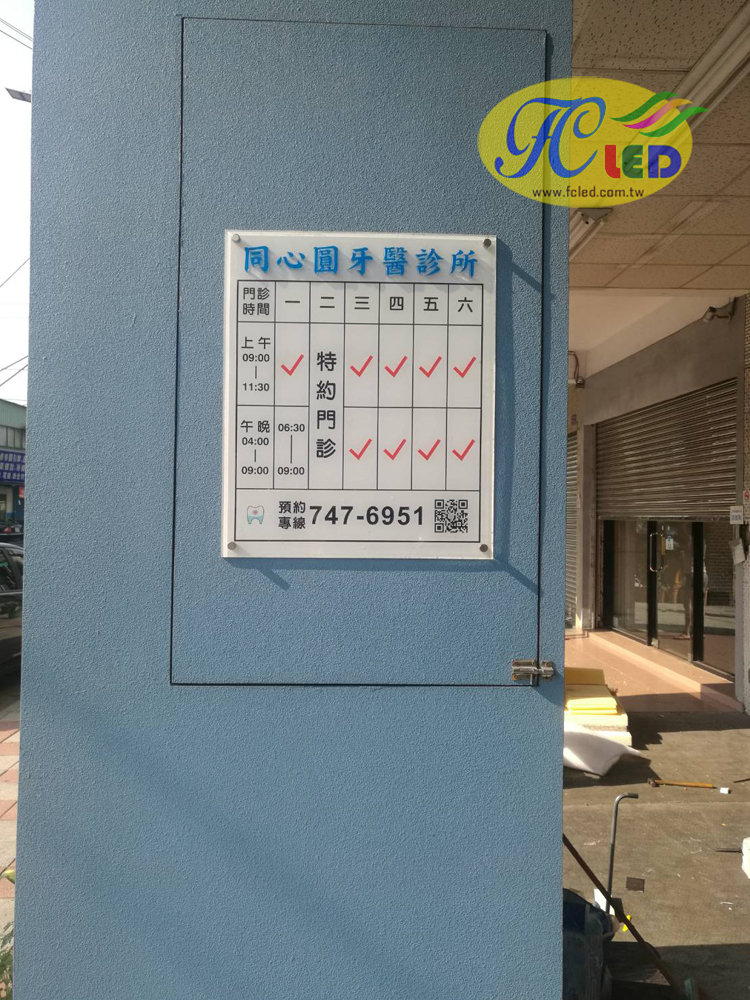 FC LED
www.fcled.com.tw
同心圓牙醫診所
門診時間 一 二 三 四 五 六
上午 09:00 | 11:30 ✓ 特約門診 ✓ ✓ ✓ ✓
午晚 04:00 | 09:00 06:30 | 09:00 ✓ ✓ ✓ ✓
預約專線 747-6951